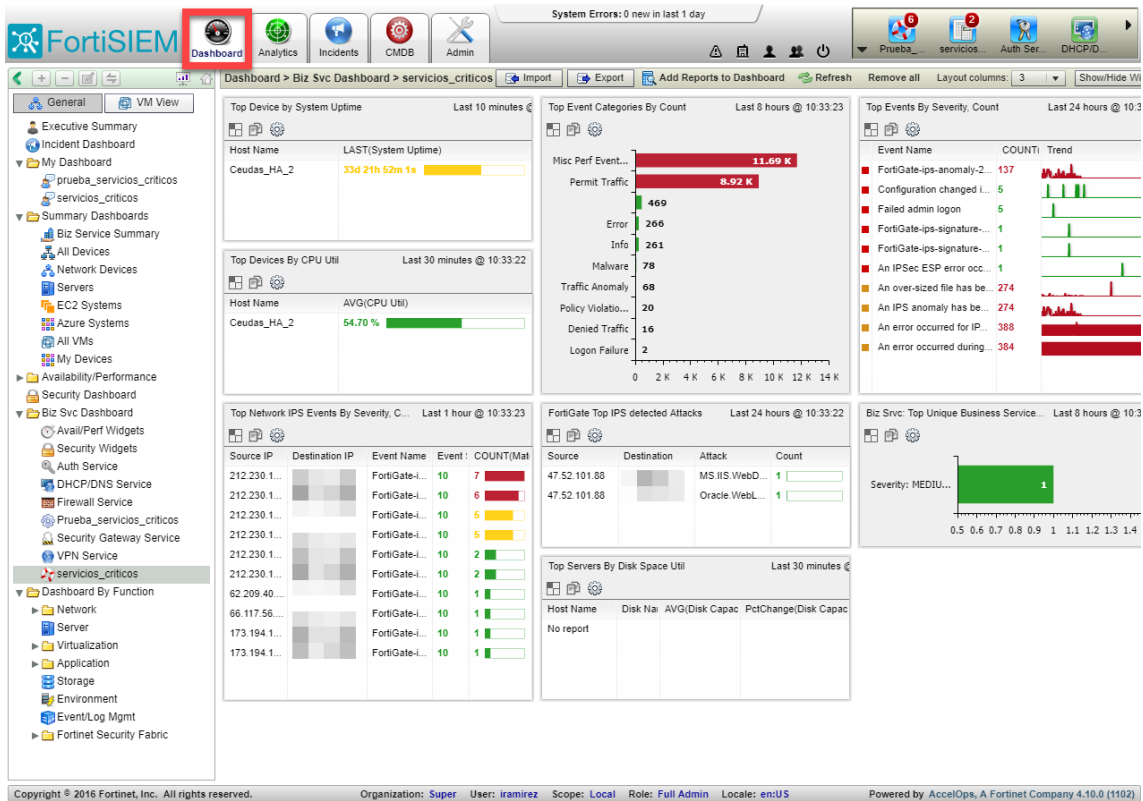 System Errors: 0 new in last 1 day
FortiSIEM
Dashboard
Analytics
Incidents
CMDB
Admin
6
Prueba_...
2
servicios...
Auth Ser...
DHCP/D...
Dashboard > Biz Svc Dashboard > servicios_criticos
Import
Export
Add Reports to Dashboard
Refresh
Remove all
Layout columns: 3
Show/Hide Wi
General
VM View
Executive Summary
Incident Dashboard
My Dashboard
prueba_servicios_criticos
servicios_criticos
Summary Dashboards
Biz Service Summary
All Devices
Network Devices
Servers
EC2 Systems
Azure Systems
All VMs
My Devices
Availability/Performance
Security Dashboard
Biz Svc Dashboard
Avail/Perf Widgets
Security Widgets
Auth Service
DHCP/DNS Service
Firewall Service
Prueba_servicios_criticos
Security Gateway Service
VPN Service
servicios_criticos
Dashboard By Function
Network
Server
Virtualization
Application
Storage
Environment
Event/Log Mgmt
Fortinet Security Fabric
Top Device by System Uptime Last 10 minutes @
Host Name LAST(System Uptime)
Ceudas_HA_2 33d 21h 52m 1s
Top Devices By CPU Util Last 30 minutes @ 10:33:22
Host Name AVG(CPU Util)
Ceudas_HA_2 54.70 %
Top Event Categories By Count Last 8 hours @ 10:33:23
Misc Perf Event... 11.69 K
Permit Traffic 8.92 K
469
Error 266
Info 261
Malware 78
Traffic Anomaly 68
Policy Violatio... 20
Denied Traffic 16
Logon Failure 2
0 2 K 4 K 6 K 8 K 10 K 12 K 14 K
Top Events By Severity, Count Last 24 hours @ 10:3
Event Name COUNT( Trend
FortiGate-ips-anomaly-2... 137
Configuration changed i... 5
Failed admin logon 5
FortiGate-ips-signature-... 1
FortiGate-ips-signature-... 1
An IPSec ESP error occ... 1
An over-sized file has be... 274
An IPS anomaly has be... 274
An error occurred for IP... 388
An error occurred during... 384
Top Network IPS Events By Severity, C... Last 1 hour @ 10:33:23
Source IP Destination IP Event Name Event : COUNT(Mat
212.230.1... FortiGate-i... 10 7
212.230.1... FortiGate-i... 10 6
212.230.1... FortiGate-i... 10 5
212.230.1... FortiGate-i... 10 5
212.230.1... FortiGate-i... 10 2
212.230.1... FortiGate-i... 10 2
62.209.40.... FortiGate-i... 10 1
66.117.56.... FortiGate-i... 10 1
173.194.1... FortiGate-i... 10 1
173.194.1... FortiGate-i... 10 1
FortiGate Top IPS detected Attacks Last 24 hours @ 10:33:22
Source Destination Attack Count
47.52.101.88 MS.IIS.WebD... 1
47.52.101.88 Oracle.WebL... 1
Top Servers By Disk Space Util Last 30 minutes @
Host Name Disk Nai AVG(Disk Capac PctChange(Disk Capac
No report
Biz Srvc: Top Unique Business Service... Last 8 hours @ 10:3
Severity: MEDIU... 1
0.5 0.6 0.7 0.8 0.9 1 1.1 1.2 1.3 1.4
Copyright © 2016 Fortinet, Inc. All rights reserved.
Organization: Super User: iramirez Scope: Local Role: Full Admin Locale: en:US
Powered by AccelOps, A Fortinet Company 4.10.0 (1102)